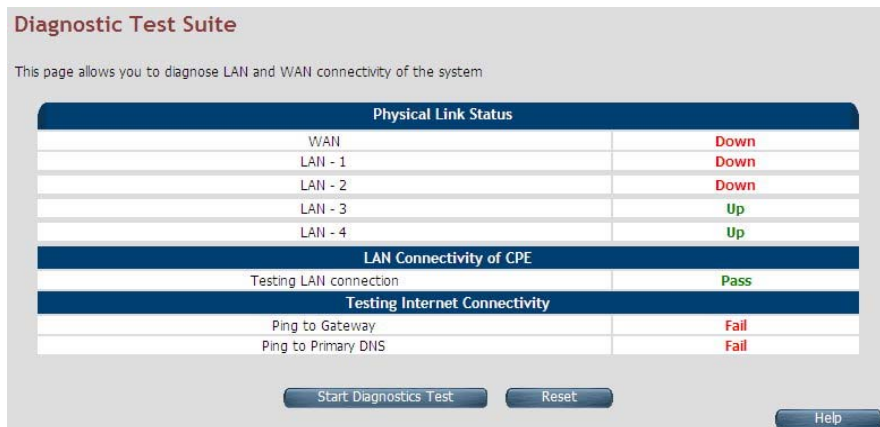 Diagnostic Test Suite
This page allows you to diagnose LAN and WAN connectivity of the system
Physical Link Status
WAN Down
LAN - 1 Down
LAN - 2 Down
LAN - 3 Up
LAN - 4 Up
LAN Connectivity of CPE
Testing LAN connection Pass
Testing Internet Connectivity
Ping to Gateway Fail
Ping to Primary DNS Fail
Start Diagnostics Test Reset
Help